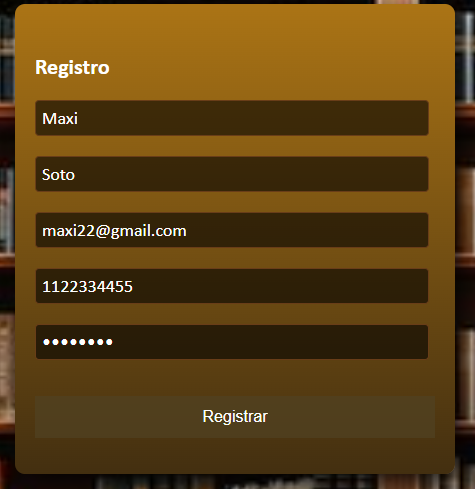 Registro
Maxi
Soto
maxi22@gmail.com
1122334455
••••••••
Registrar